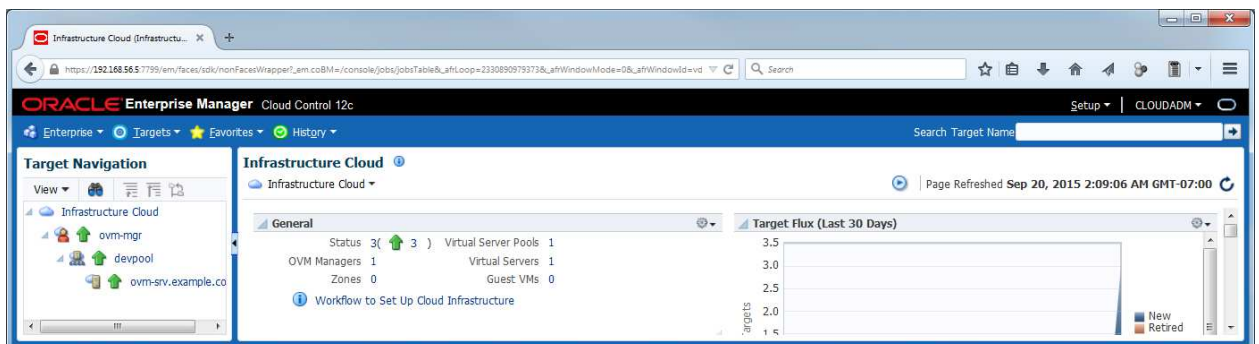 Infrastructure Cloud (Infrastructu...
https://192.168.56.5:7799/em/faces/sdk/nonFacesWrapper?_em.coBM=/console/jobs/jobsTable&_afrLoop=2330890979373&_afrWindowMode=0&_afrWindowId=vd
Search
ORACLE Enterprise Manager Cloud Control 12c
Setup
CLOUDADM
Enterprise Targets Favorites History
Search Target Name
Target Navigation
View
Infrastructure Cloud
ovm-mgr
devpool
ovm-srv.example.co
Infrastructure Cloud
Infrastructure Cloud
Page Refreshed Sep 20, 2015 2:09:06 AM GMT-07:00
General
Status 3( 3 ) Virtual Server Pools 1
OVM Managers 1 Virtual Servers 1
Zones 0 Guest VMs 0
Workflow to Set Up Cloud Infrastructure
Target Flux (Last 30 Days)
3.5
3.0
2.5
2.0
1.5
New
Retired